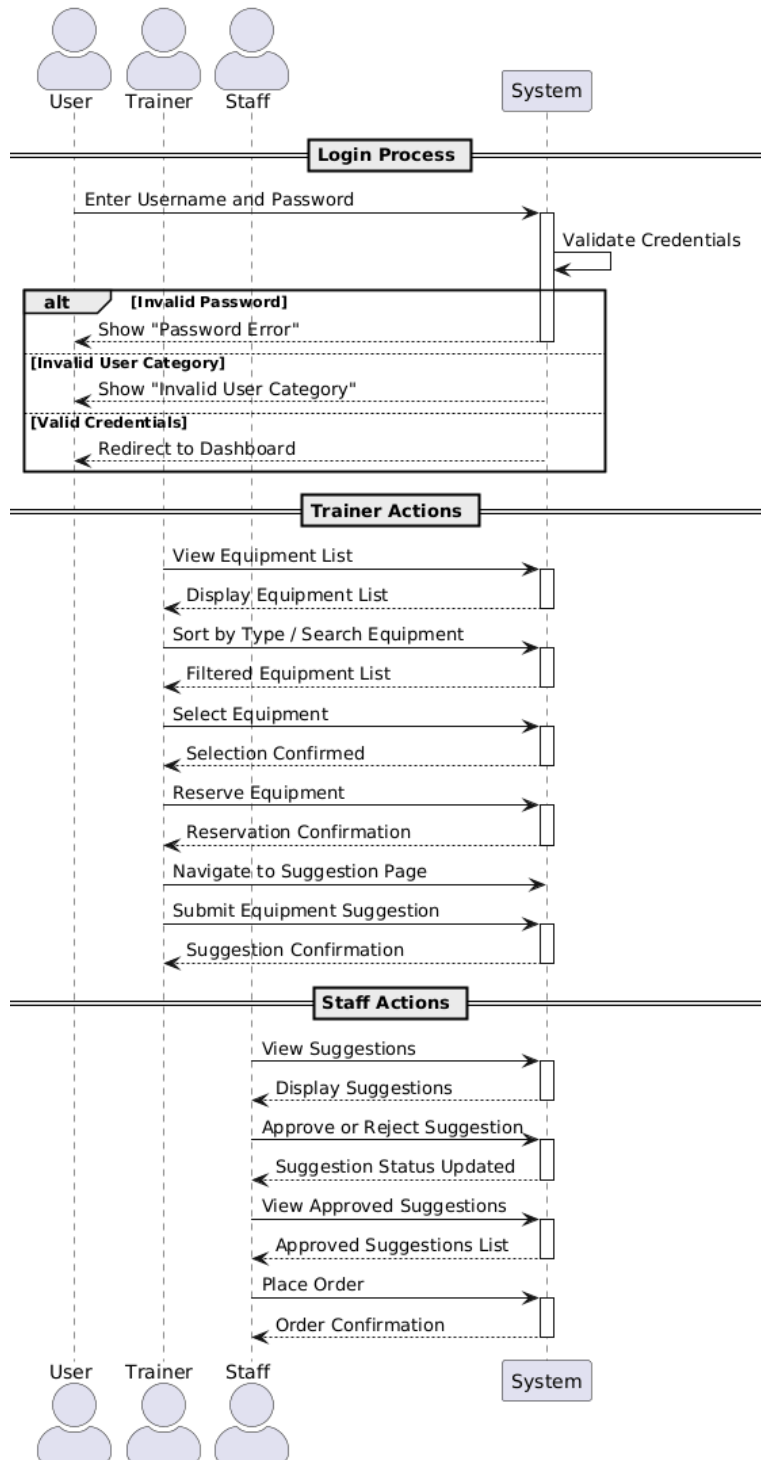 User Trainer Staff System
Login Process
Enter Username and Password
Validate Credentials
alt [Invalid Password]
Show "Password Error"
[Invalid User Category]
Show "Invalid User Category"
[Valid Credentials]
Redirect to Dashboard
Trainer Actions
View Equipment List
Display Equipment List
Sort by Type / Search Equipment
Filtered Equipment List
Select Equipment
Selection Confirmed
Reserve Equipment
Reservation Confirmation
Navigate to Suggestion Page
Submit Equipment Suggestion
Suggestion Confirmation
Staff Actions
View Suggestions
Display Suggestions
Approve or Reject Suggestion
Suggestion Status Updated
View Approved Suggestions
Approved Suggestions List
Place Order
Order Confirmation
User Trainer Staff System